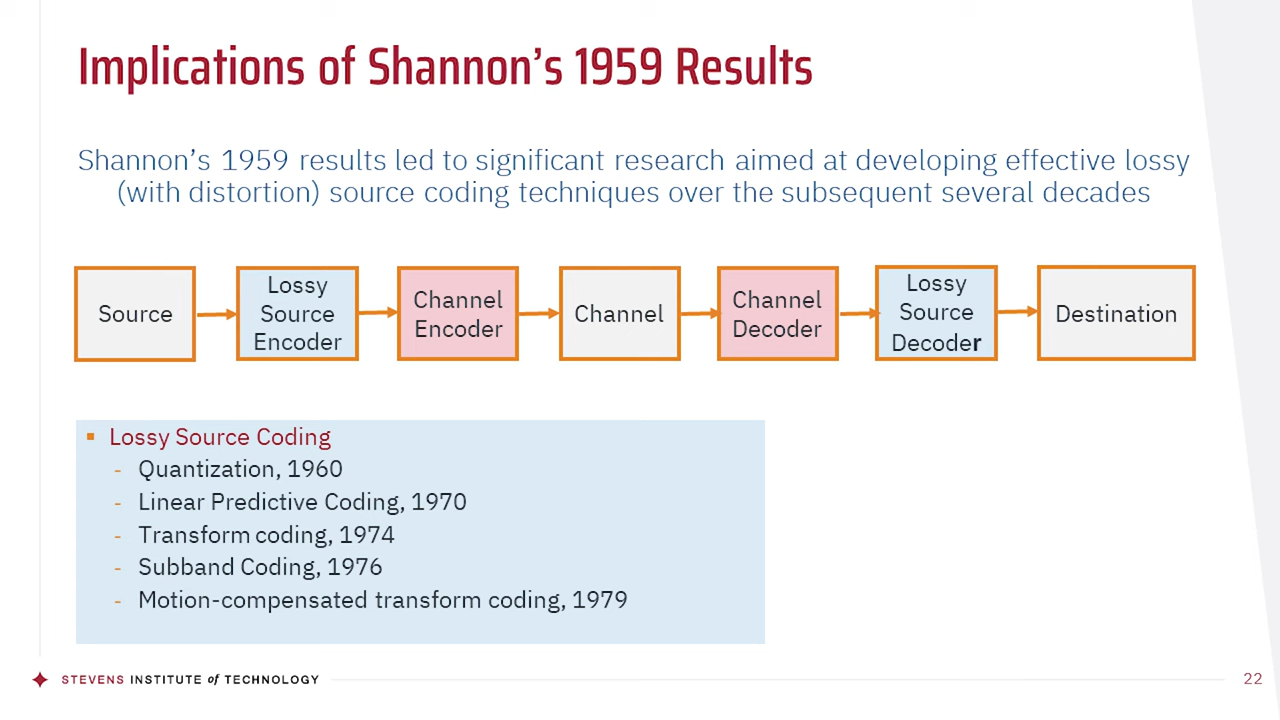 Implications of Shannon’s 1959 Results
Shannon’s 1959 results led to significant research aimed at developing effective lossy
(with distortion) source coding techniques over the subsequent several decades
Source
Lossy
Source
Encoder
Channel
Encoder
Channel
Channel
Decoder
Lossy
Source
Decoder
Destination
▪ Lossy Source Coding
- Quantization, 1960
- Linear Predictive Coding, 1970
- Transform coding, 1974
- Subband Coding, 1976
- Motion-compensated transform coding, 1979
STEVENS INSTITUTE of TECHNOLOGY
22